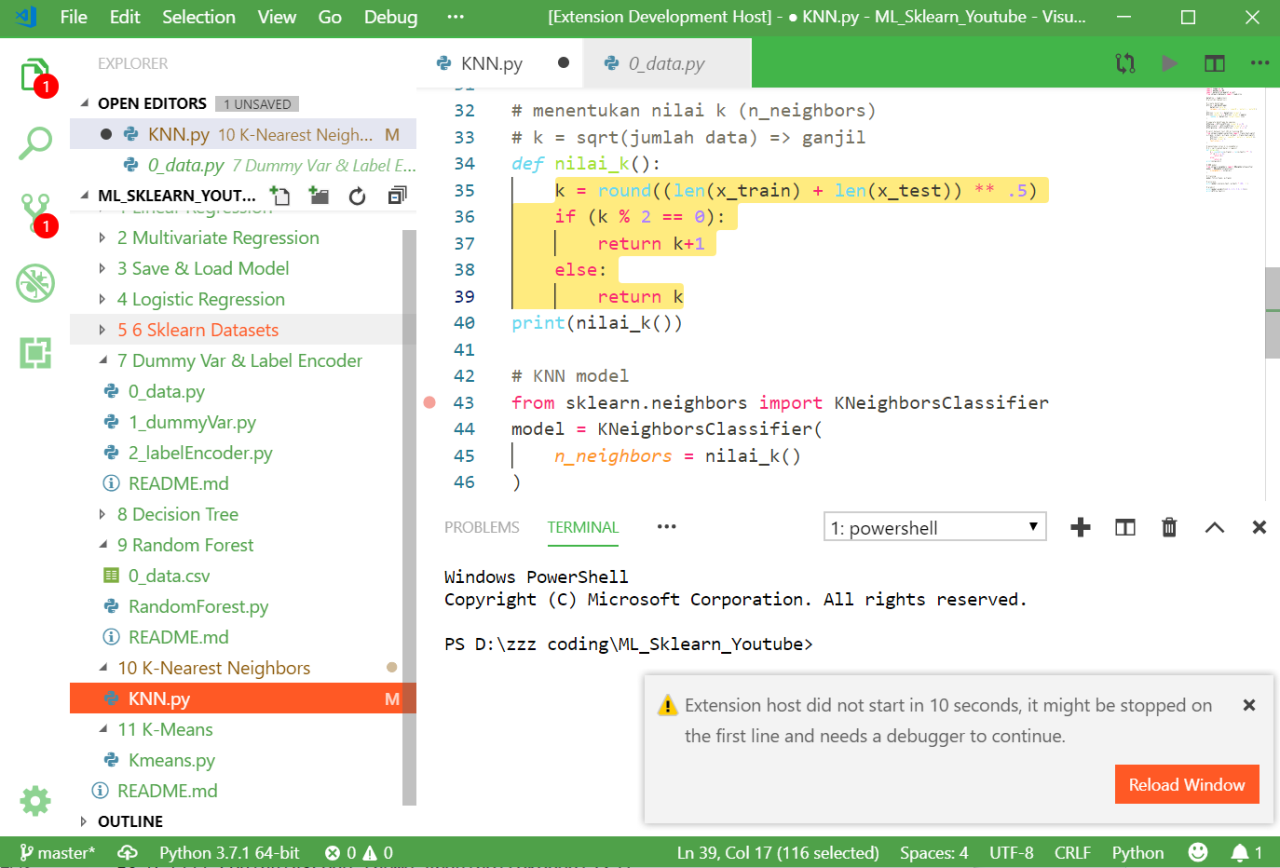 File Edit Selection View Go Debug ··· [Extension Development Host] - ● KNN.py - ML_Sklearn_Youtube - Visu...
EXPLORER
OPEN EDITORS 1 UNSAVED
● KNN.py 10 K-Nearest Neigh... M
0_data.py 7 Dummy Var & Label E...
ML_SKLEARN_YOUT...
1 Linear Regression
2 Multivariate Regression
3 Save & Load Model
4 Logistic Regression
5 6 Sklearn Datasets
7 Dummy Var & Label Encoder
0_data.py
1_dummyVar.py
2_labelEncoder.py
README.md
8 Decision Tree
9 Random Forest
0_data.csv
RandomForest.py
README.md
10 K-Nearest Neighbors
KNN.py M
11 K-Means
Kmeans.py
README.md
OUTLINE
1
1
KNN.py ●
0_data.py
31
32 # menentukan nilai k (n_neighbors)
33 # k = sqrt(jumlah data) => ganjil
34 def nilai_k():
35 k = round((len(x_train) + len(x_test)) ** .5)
36 if (k % 2 == 0):
37 return k+1
38 else:
39 return k
40 print(nilai_k())
41
42 # KNN model
43 from sklearn.neighbors import KNeighborsClassifier
44 model = KNeighborsClassifier(
45 n_neighbors = nilai_k()
46 )
PROBLEMS TERMINAL ··· 1: powershell
Windows PowerShell
Copyright (C) Microsoft Corporation. All rights reserved.
PS D:\zzz coding\ML_Sklearn_Youtube>
Extension host did not start in 10 seconds, it might be stopped on
the first line and needs a debugger to continue.
Reload Window
master* Python 3.7.1 64-bit 0 0 Ln 39, Col 17 (116 selected) Spaces: 4 UTF-8 CRLF Python 1